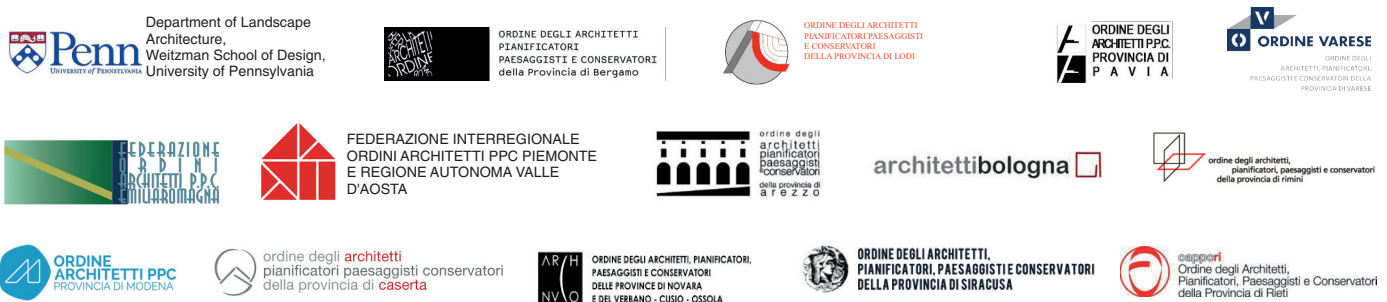 Penn
UNIVERSITY OF PENNSYLVANIA
Department of Landscape
Architecture,
Weitzman School of Design,
University of Pennsylvania
ORDINE DEGLI ARCHITETTI
PIANIFICATORI
PAESAGGISTI E CONSERVATORI
della Provincia di Bergamo
ORDINE DEGLI ARCHITETTI
PIANIFICATORI PAESAGGISTI
E CONSERVATORI
DELLA PROVINCIA DI LODI
ORDINE DEGLI
ARCHITETTI P.P.C.
PROVINCIA DI
PAVIA
V
O ORDINE VARESE
ORDINE DEGLI
ARCHITETTI, PIANIFICATORI,
PAESAGGISTI E CONSERVATORI DELLA
PROVINCIA DI VARESE
FEDERAZIONE
ORDINI
ARCHITETTI P.P.C.
EMILIAROMAGNA
FEDERAZIONE INTERREGIONALE
ORDINI ARCHITETTI PPC PIEMONTE
E REGIONE AUTONOMA VALLE
D'AOSTA
ordine degli
architetti
pianificatori
paesaggisti
e conservatori
della provincia di
arezzo
architettibologna
ordine degli architetti,
pianificatori, paesaggisti e conservatori
della provincia di rimini
ORDINE
ARCHITETTI PPC
PROVINCIA DI MODENA
ordine degli architetti
pianificatori paesaggisti conservatori
della provincia di caserta
ARCH
NVCO
ORDINE DEGLI ARCHITETTI, PIANIFICATORI,
PAESAGGISTI E CONSERVATORI
DELLE PROVINCE DI NOVARA
E DEL VERBANO - CUSIO - OSSOLA
ORDINE DEGLI ARCHITETTI,
PIANIFICATORI, PAESAGGISTI E CONSERVATORI
DELLA PROVINCIA DI SIRACUSA
oappcri
Ordine degli Architetti,
Pianificatori, Paesaggisti e Conservatori
della Provincia di Rieti